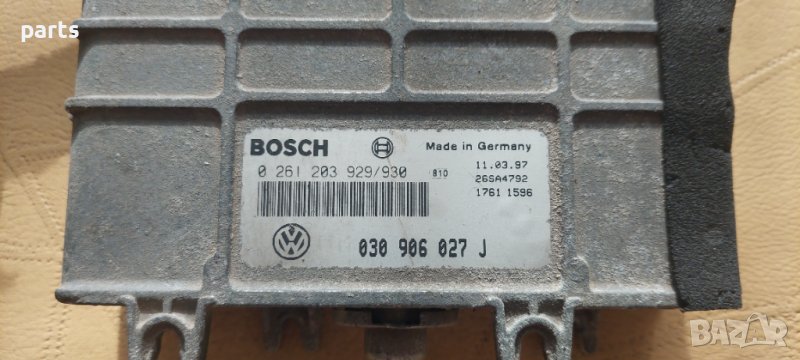 parts
BOSCH
Made in Germany
0 261 203 929/930 810
11.03.97
26SA4792
1761 1596
030 906 027 J
BAZAR